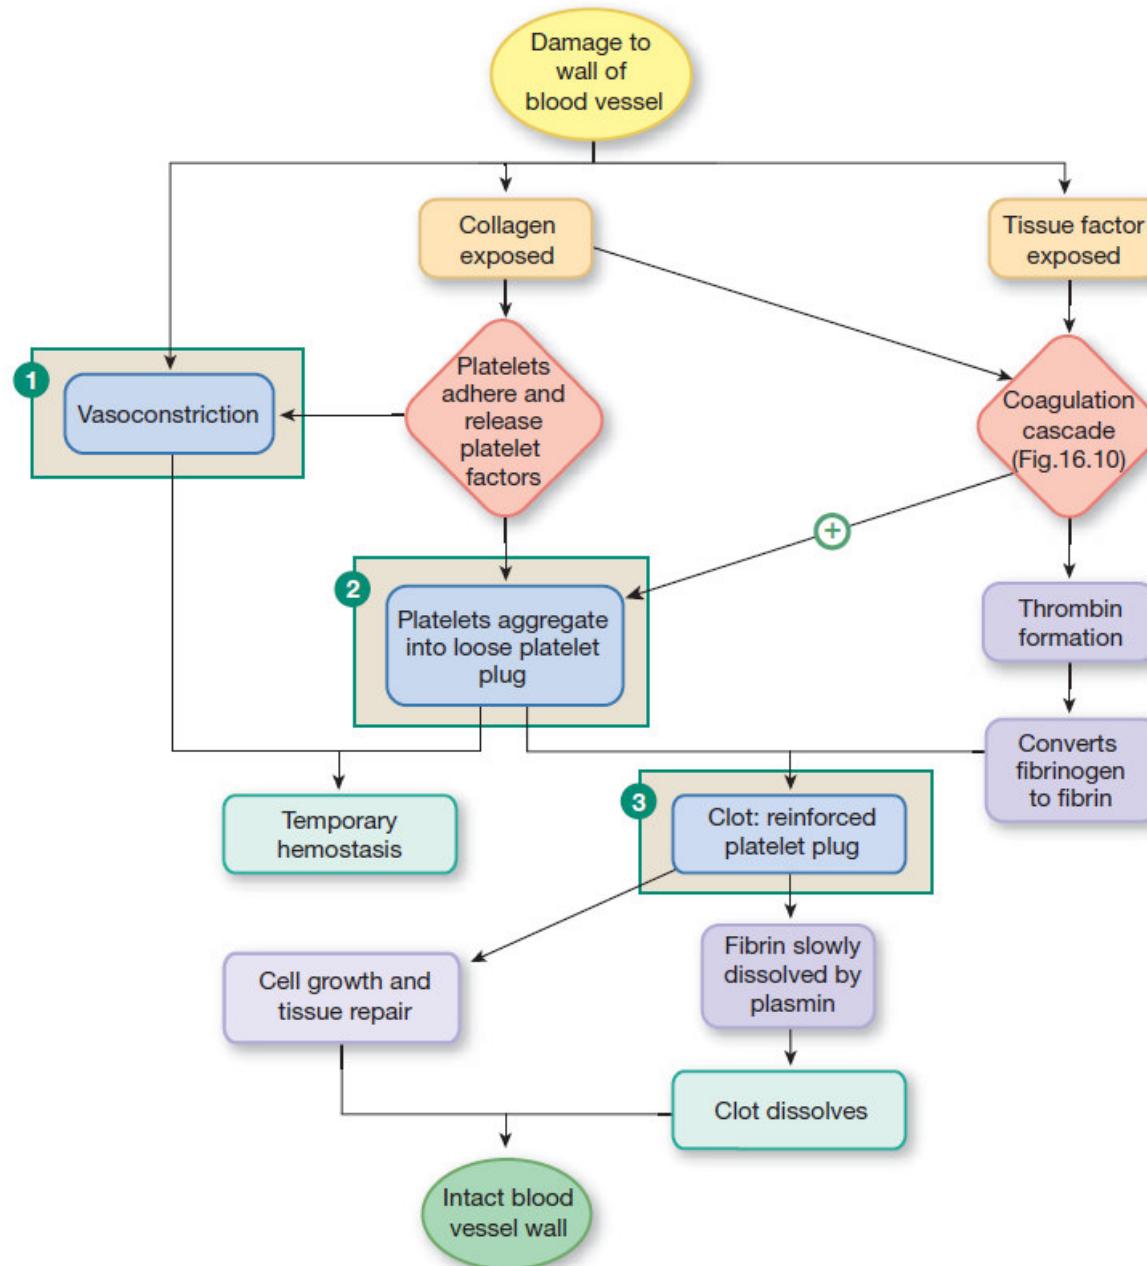 Damage to
wall of
blood vessel
Collagen
exposed
Tissue factor
exposed
1
Vasoconstriction
Platelets
adhere and
release
platelet
factors
Coagulation
cascade
(Fig.16.10)
+
2
Platelets aggregate
into loose platelet
plug
Thrombin
formation
Converts
fibrinogen
to fibrin
3
Clot: reinforced
platelet plug
Temporary
hemostasis
Cell growth and
tissue repair
Fibrin slowly
dissolved by
plasmin
Clot dissolves
Intact blood
vessel wall